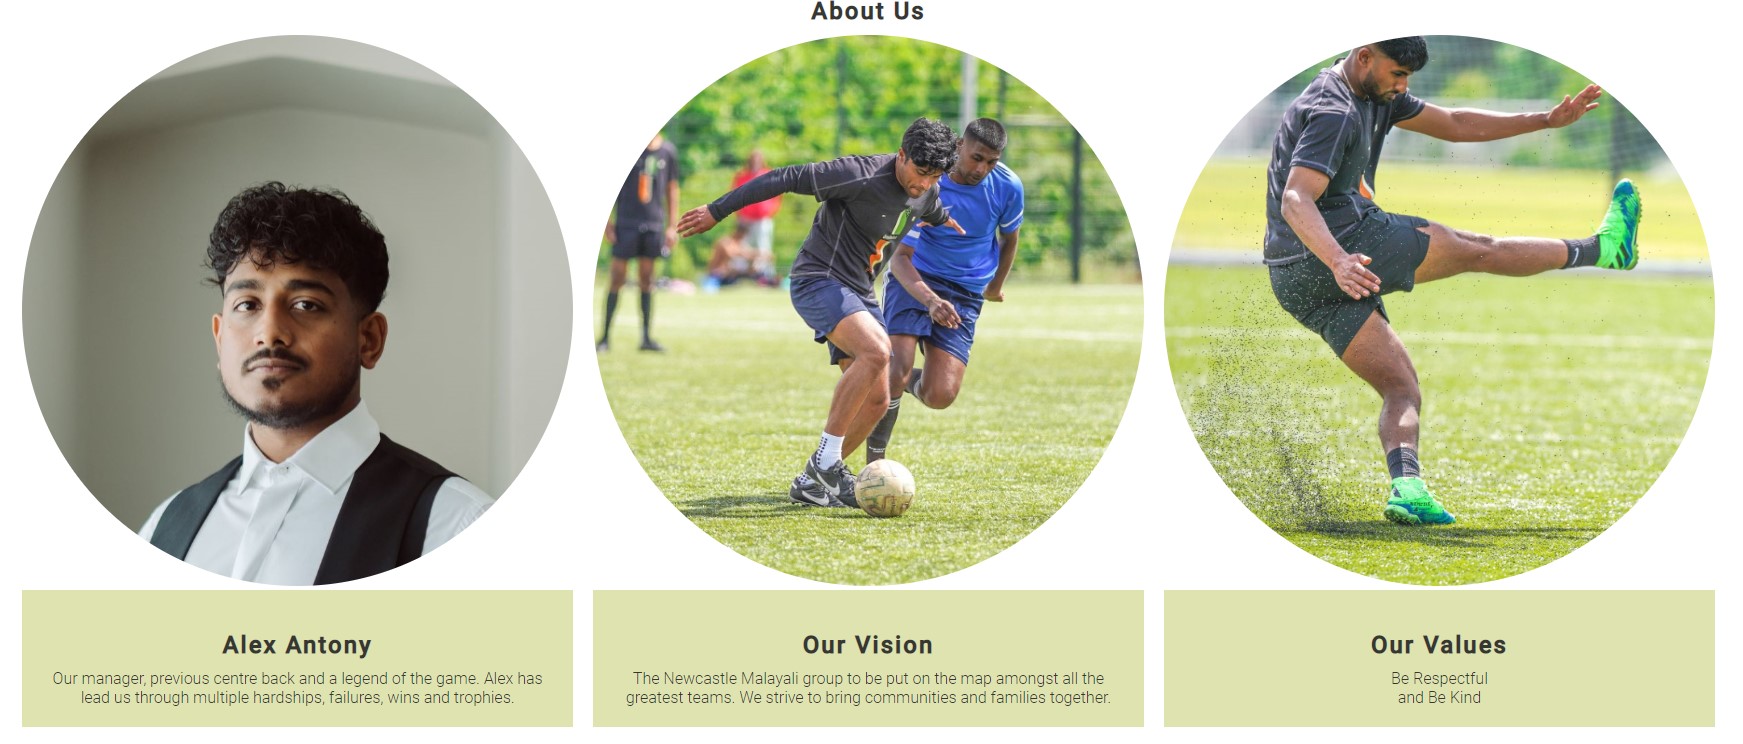 About Us
Alex Antony
Our manager, previous centre back and a legend of the game. Alex has
lead us through multiple hardships, failures, wins and trophies.
Our Vision
The Newcastle Malayali group to be put on the map amongst all the
greatest teams. We strive to bring communities and families together.
Our Values
Be Respectful
and Be Kind